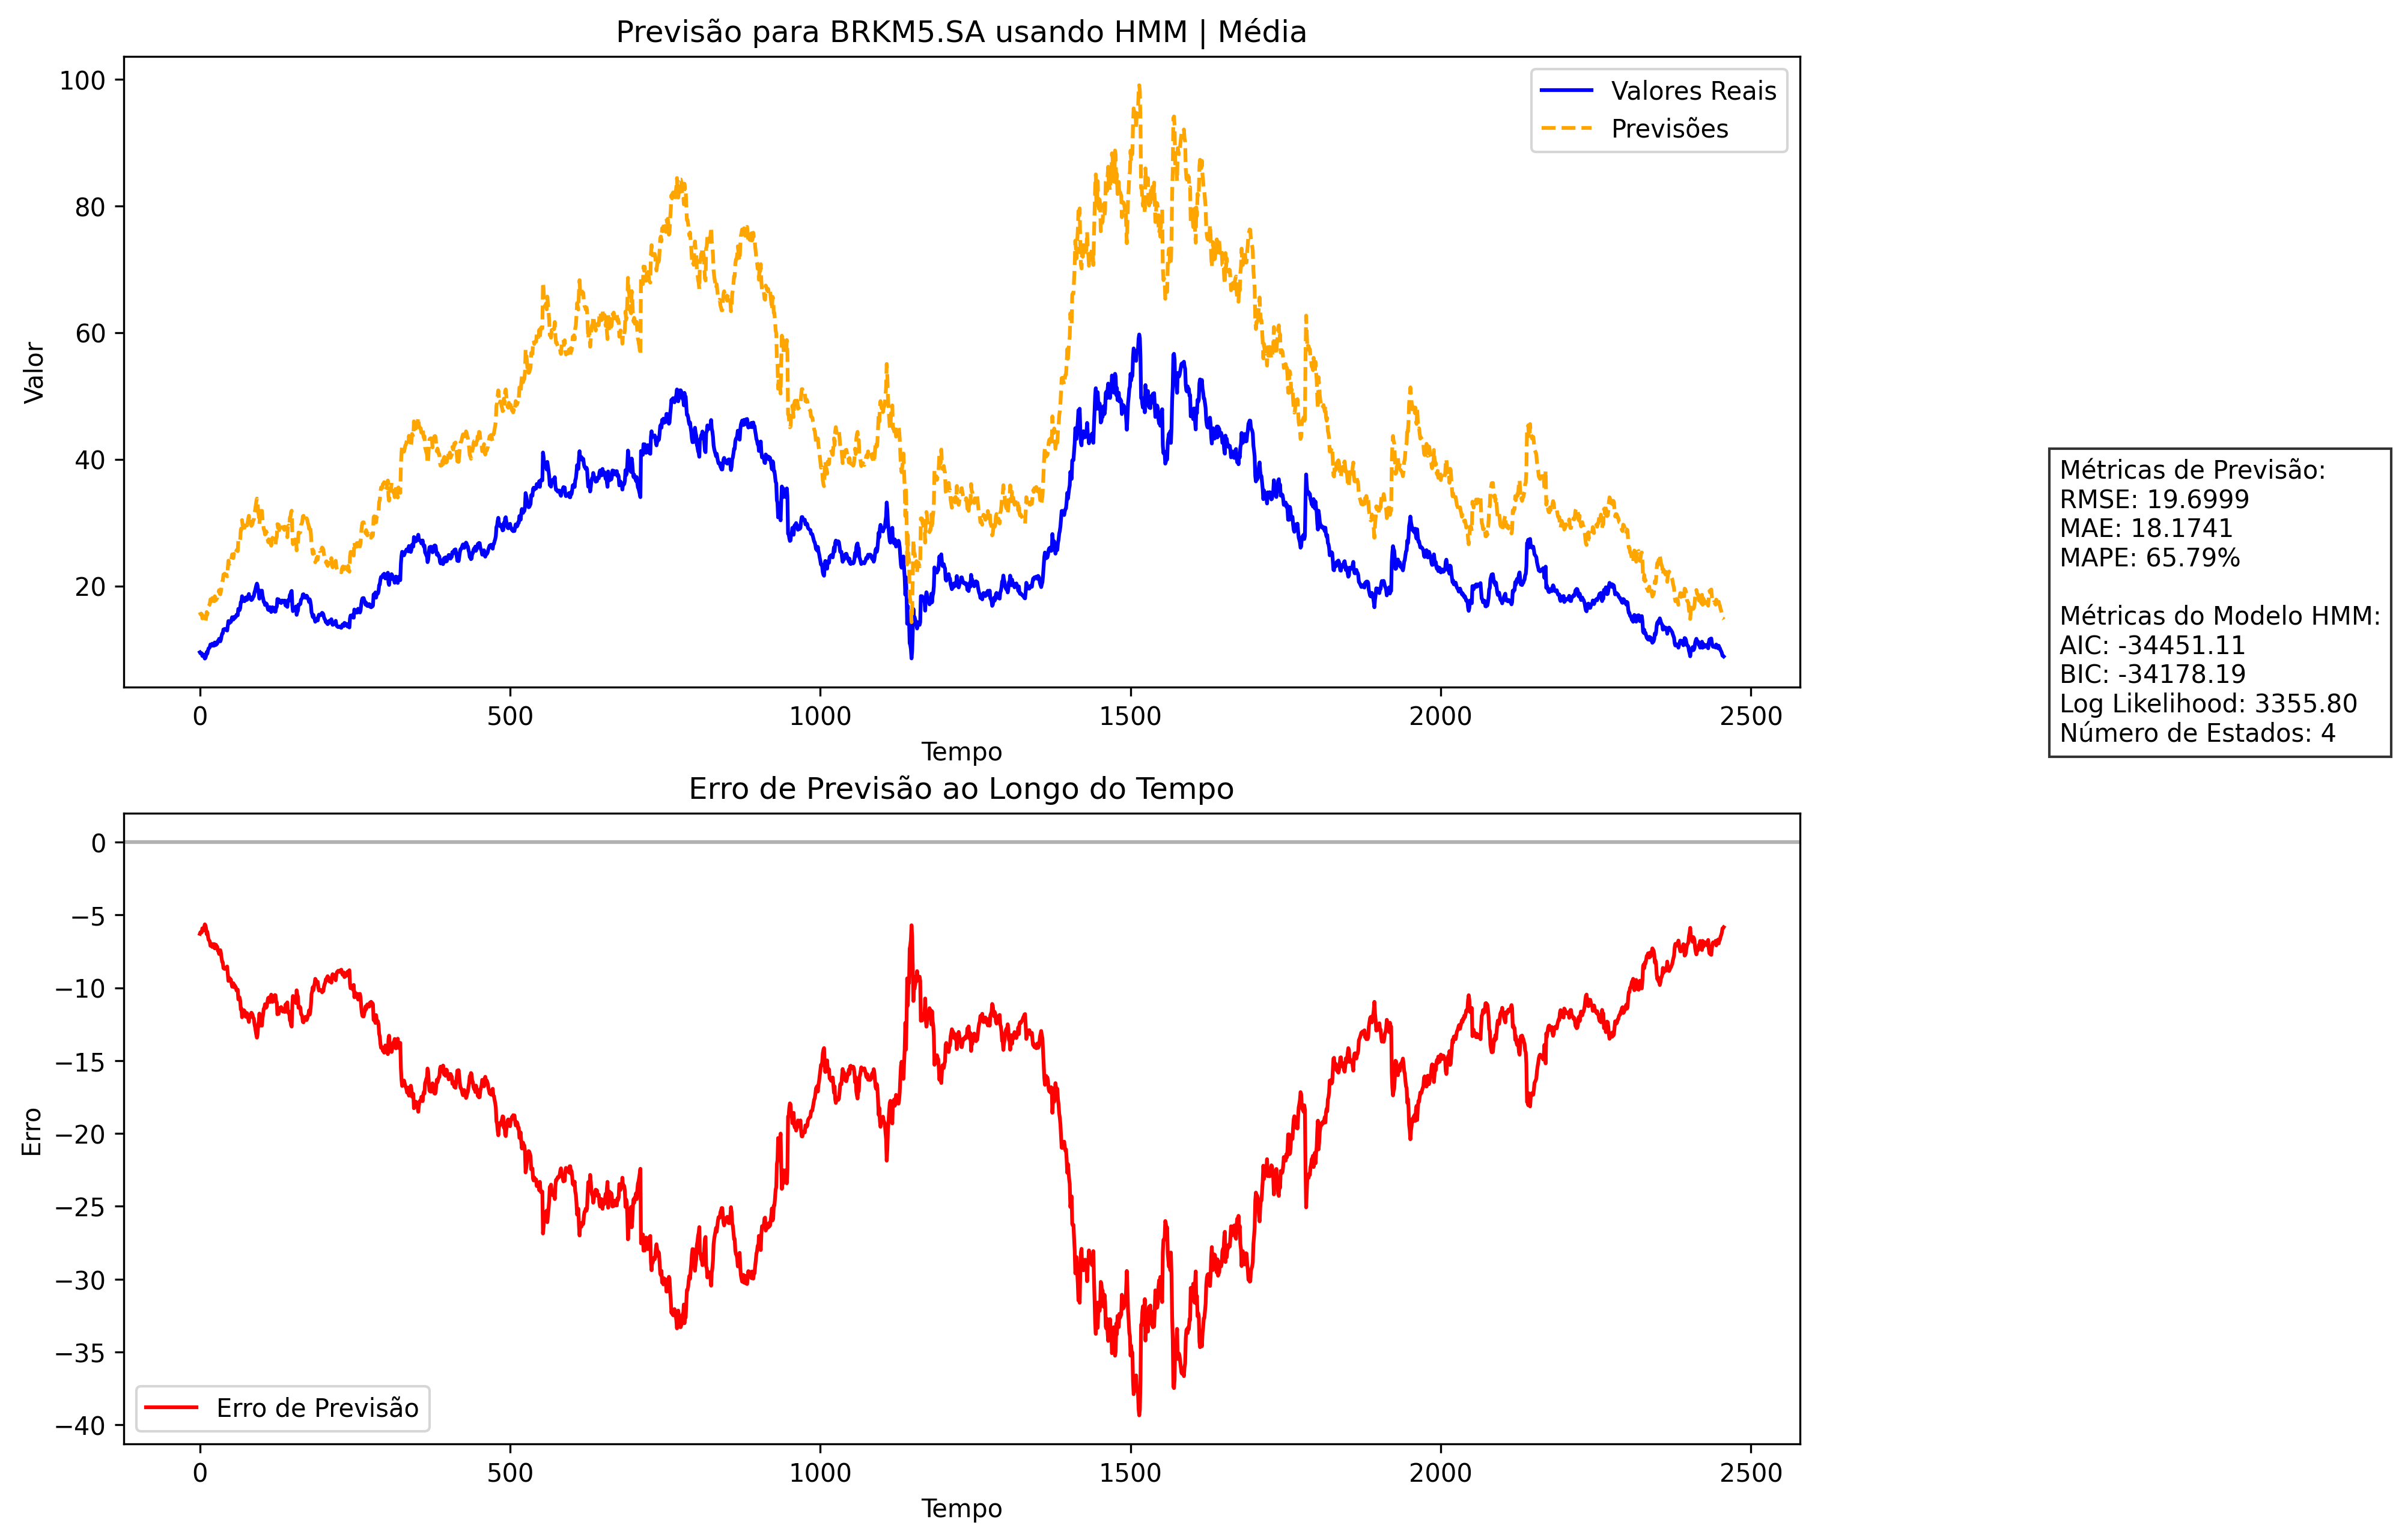 Previsão para BRKM5.SA usando HMM | Média
Valores Reais
Previsões
100
80
60
40
20
Valor
0
500
1000
1500
2000
2500
Tempo
Métricas de Previsão:
RMSE: 19.6999
MAE: 18.1741
MAPE: 65.79%
Métricas do Modelo HMM:
AIC: -34451.11
BIC: -34178.19
Log Likelihood: 3355.80
Número de Estados: 4
Erro de Previsão ao Longo do Tempo
0
−5
−10
−15
−20
−25
−30
−35
−40
Erro
Erro de Previsão
0
500
1000
1500
2000
2500
Tempo